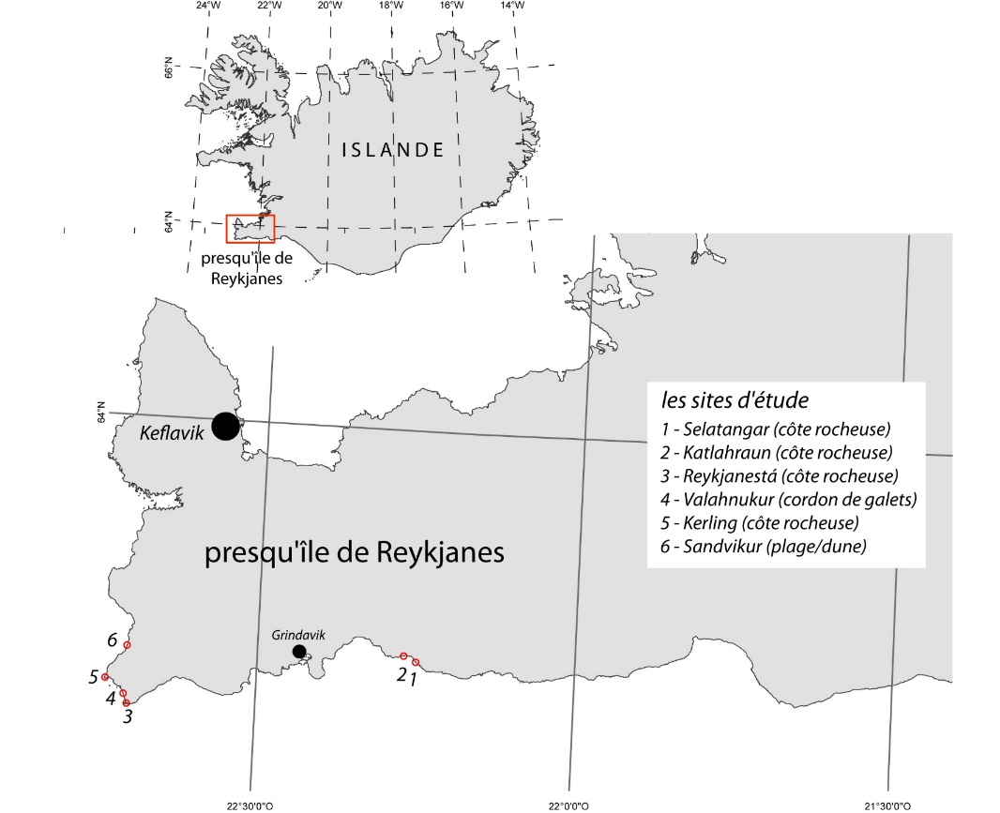 24°W 22°W 20°W 18°W 16°W 14°W
66°N
ISLANDE
64°N
presqu'île de
Reykjanes
64°N
Keflavik
les sites d'étude
1 - Selatangar (côte rocheuse)
2 - Katlahraun (côte rocheuse)
3 - Reykjanestá (côte rocheuse)
4 - Valahnukur (cordon de galets)
5 - Kerling (côte rocheuse)
6 - Sandvikur (plage/dune)
presqu'île de Reykjanes
Grindavik
6
5
4
3
2 1
22°30'0"O 22°0'0"O 21°30'0"O